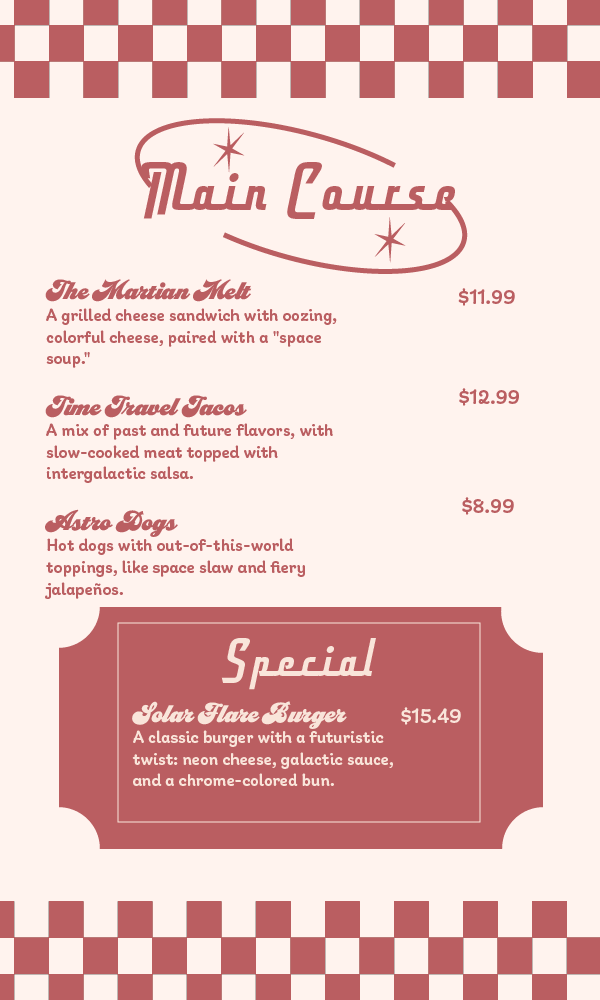 Main Course
The Martian Melt
$11.99
A grilled cheese sandwich with oozing,
colorful cheese, paired with a "space
soup."
Time Travel Tacos
$12.99
A mix of past and future flavors, with
slow-cooked meat topped with
intergalactic salsa.
Astro Dogs
$8.99
Hot dogs with out-of-this-world
toppings, like space slaw and fiery
jalapeños.
Special
Solar Flare Burger
$15.49
A classic burger with a futuristic
twist: neon cheese, galactic sauce,
and a chrome-colored bun.